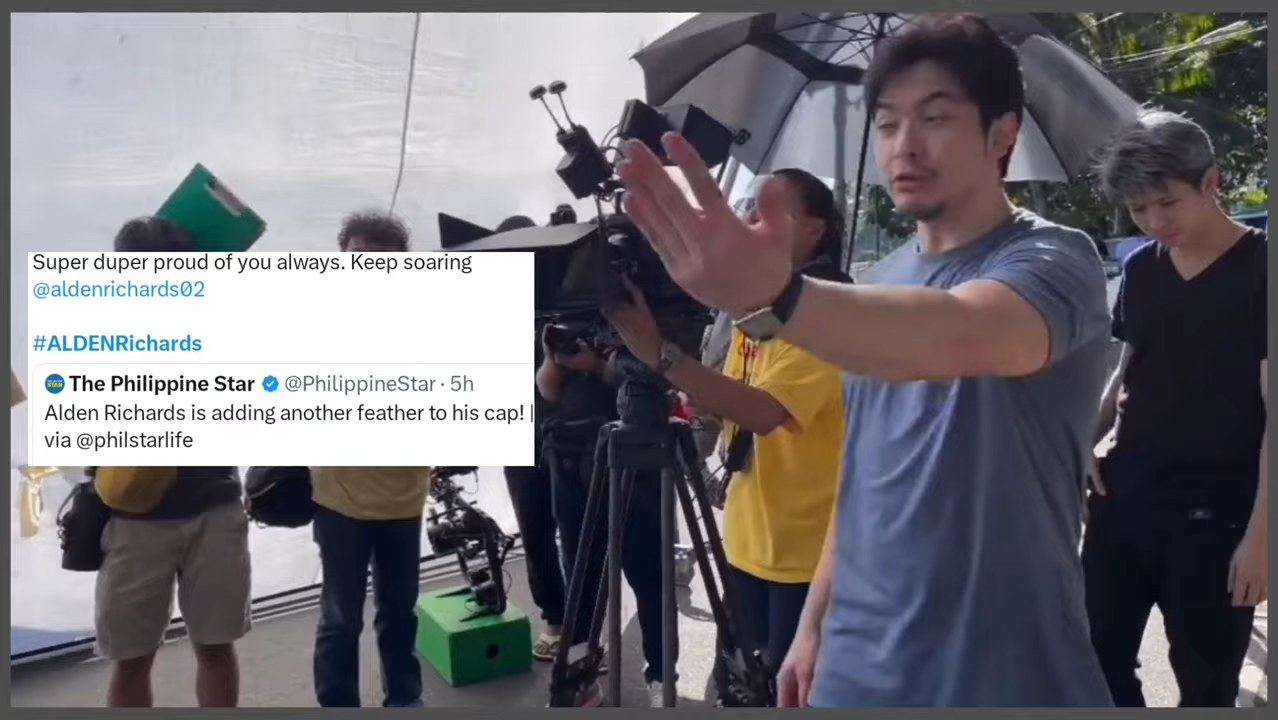 Super duper proud of you always. Keep soaring
@aldenrichards02
#ALDENRichards
The Philippine Star @PhilippineStar · 5h
Alden Richards is adding another feather to his cap! |
via @philstarlife